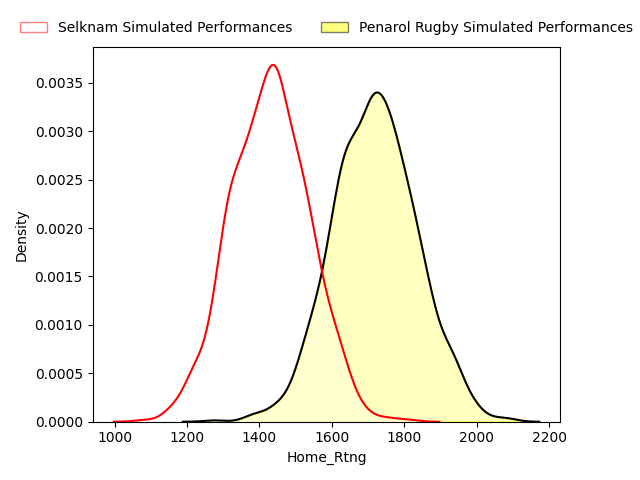 Selknam Simulated Performances
Penarol Rugby Simulated Performances
Density
0.0035
0.0030
0.0025
0.0020
0.0015
0.0010
0.0005
0.0000
1000 1200 1400 1600 1800 2000 2200
Home_Rtng